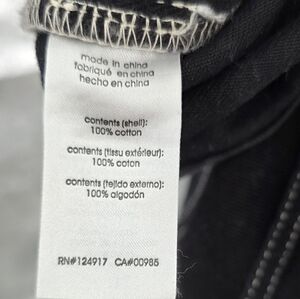 made in china
fabriqué en china
hecho en china
contents (shell):
100% cotton
contents (tissu extérieur):
100% coton
contents (tejido externo):
100% algodón
RN#124917 CA#00985